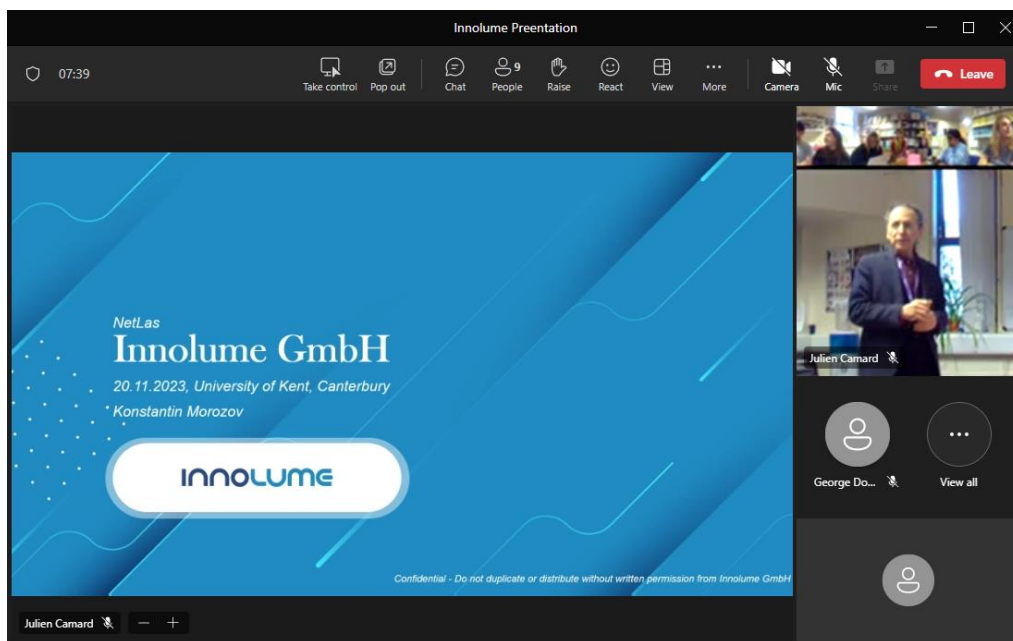 Innolume Preentation
07:39
Take control
Pop out
Chat
9
People
Raise
React
View
More
Camera
Mic
Share
Leave
NetLas
Innolume GmbH
20.11.2023, University of Kent, Canterbury
Konstantin Morozov
INNOLUME
Confidential - Do not duplicate or distribute without written permission from Innolume GmbH
Julien Camard
George Do...
View all
Julien Camard